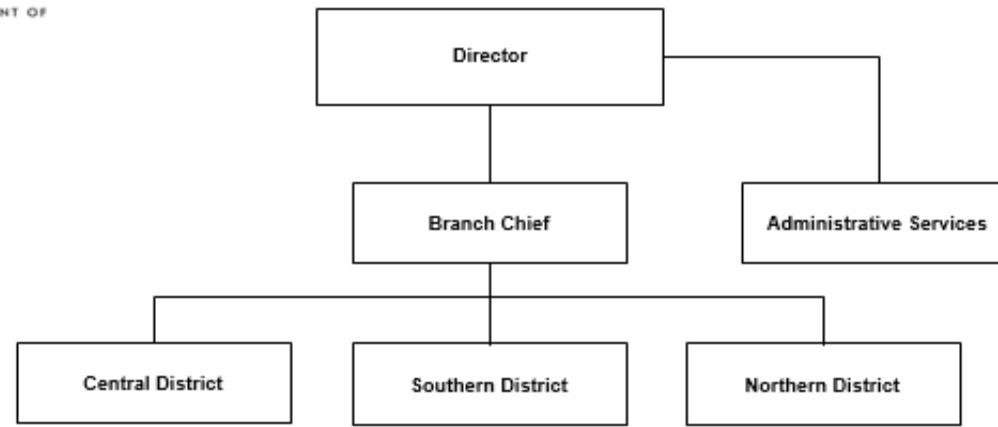 NT OF
Director
Branch Chief
Administrative Services
Central District
Southern District
Northern District